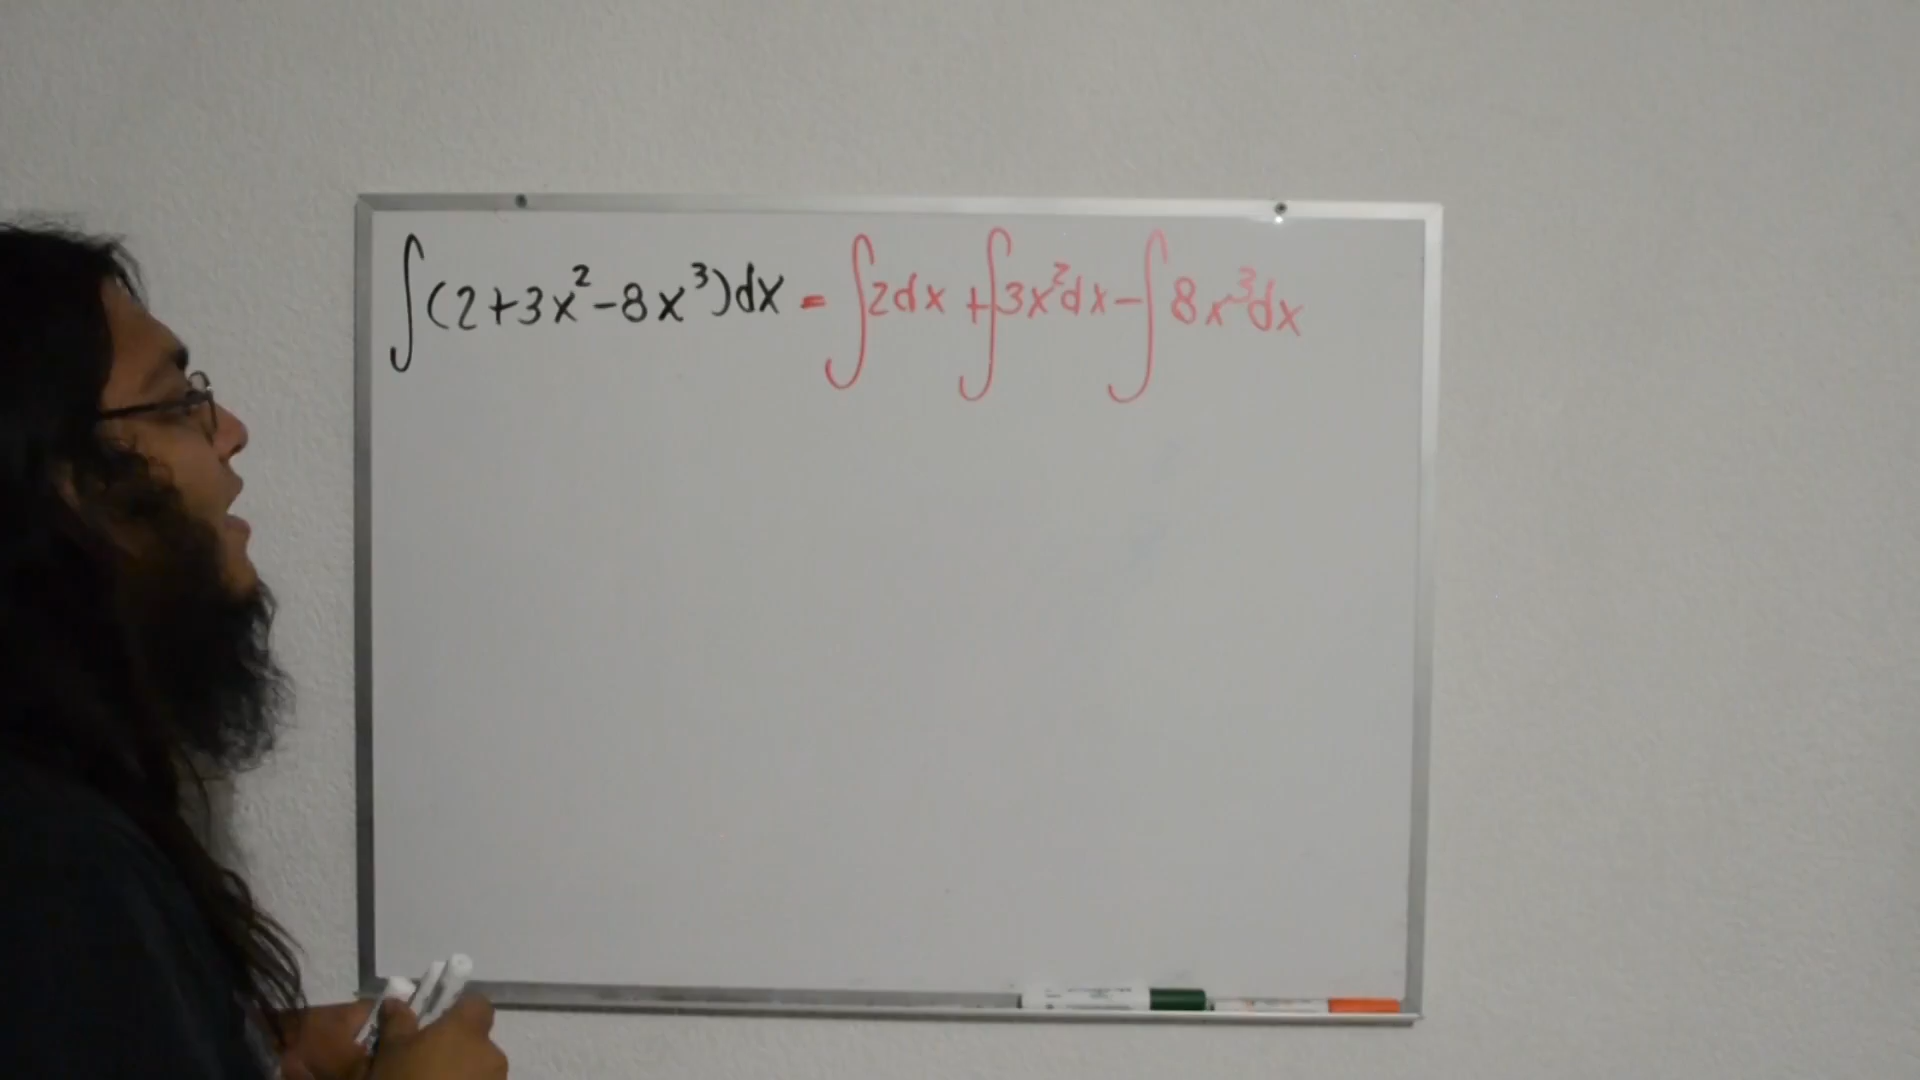 ∫(2+3x²-8x³)dx = ∫2dx + ∫3x²dx - ∫8x³dx